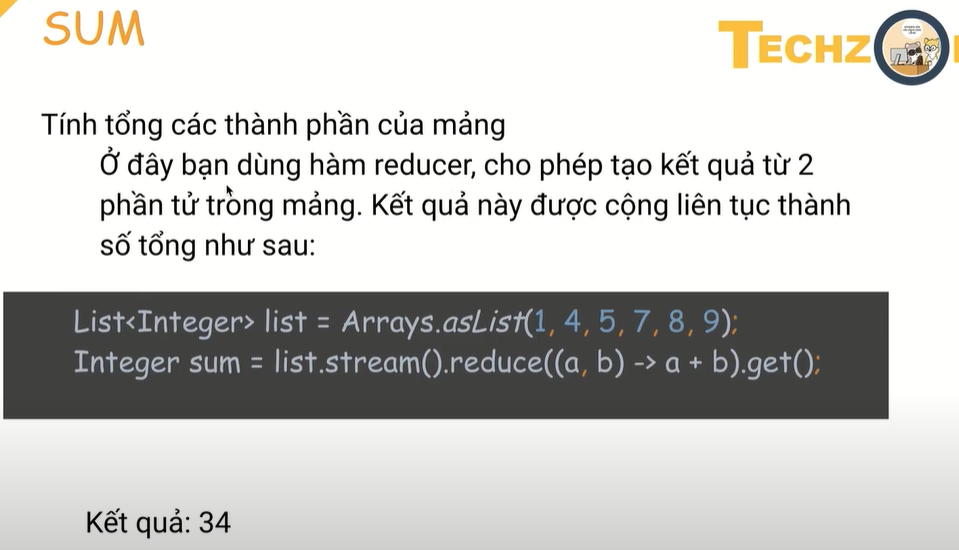 SUM
TECHZ
Tính tổng các thành phần của mảng
Ở đây bạn dùng hàm reducer, cho phép tạo kết quả từ 2
phần tử trong mảng. Kết quả này được cộng liên tục thành
số tổng như sau:
List<Integer> list = Arrays.asList(1, 4, 5, 7, 8, 9);
Integer sum = list.stream().reduce((a, b) -> a + b).get();
Kết quả: 34